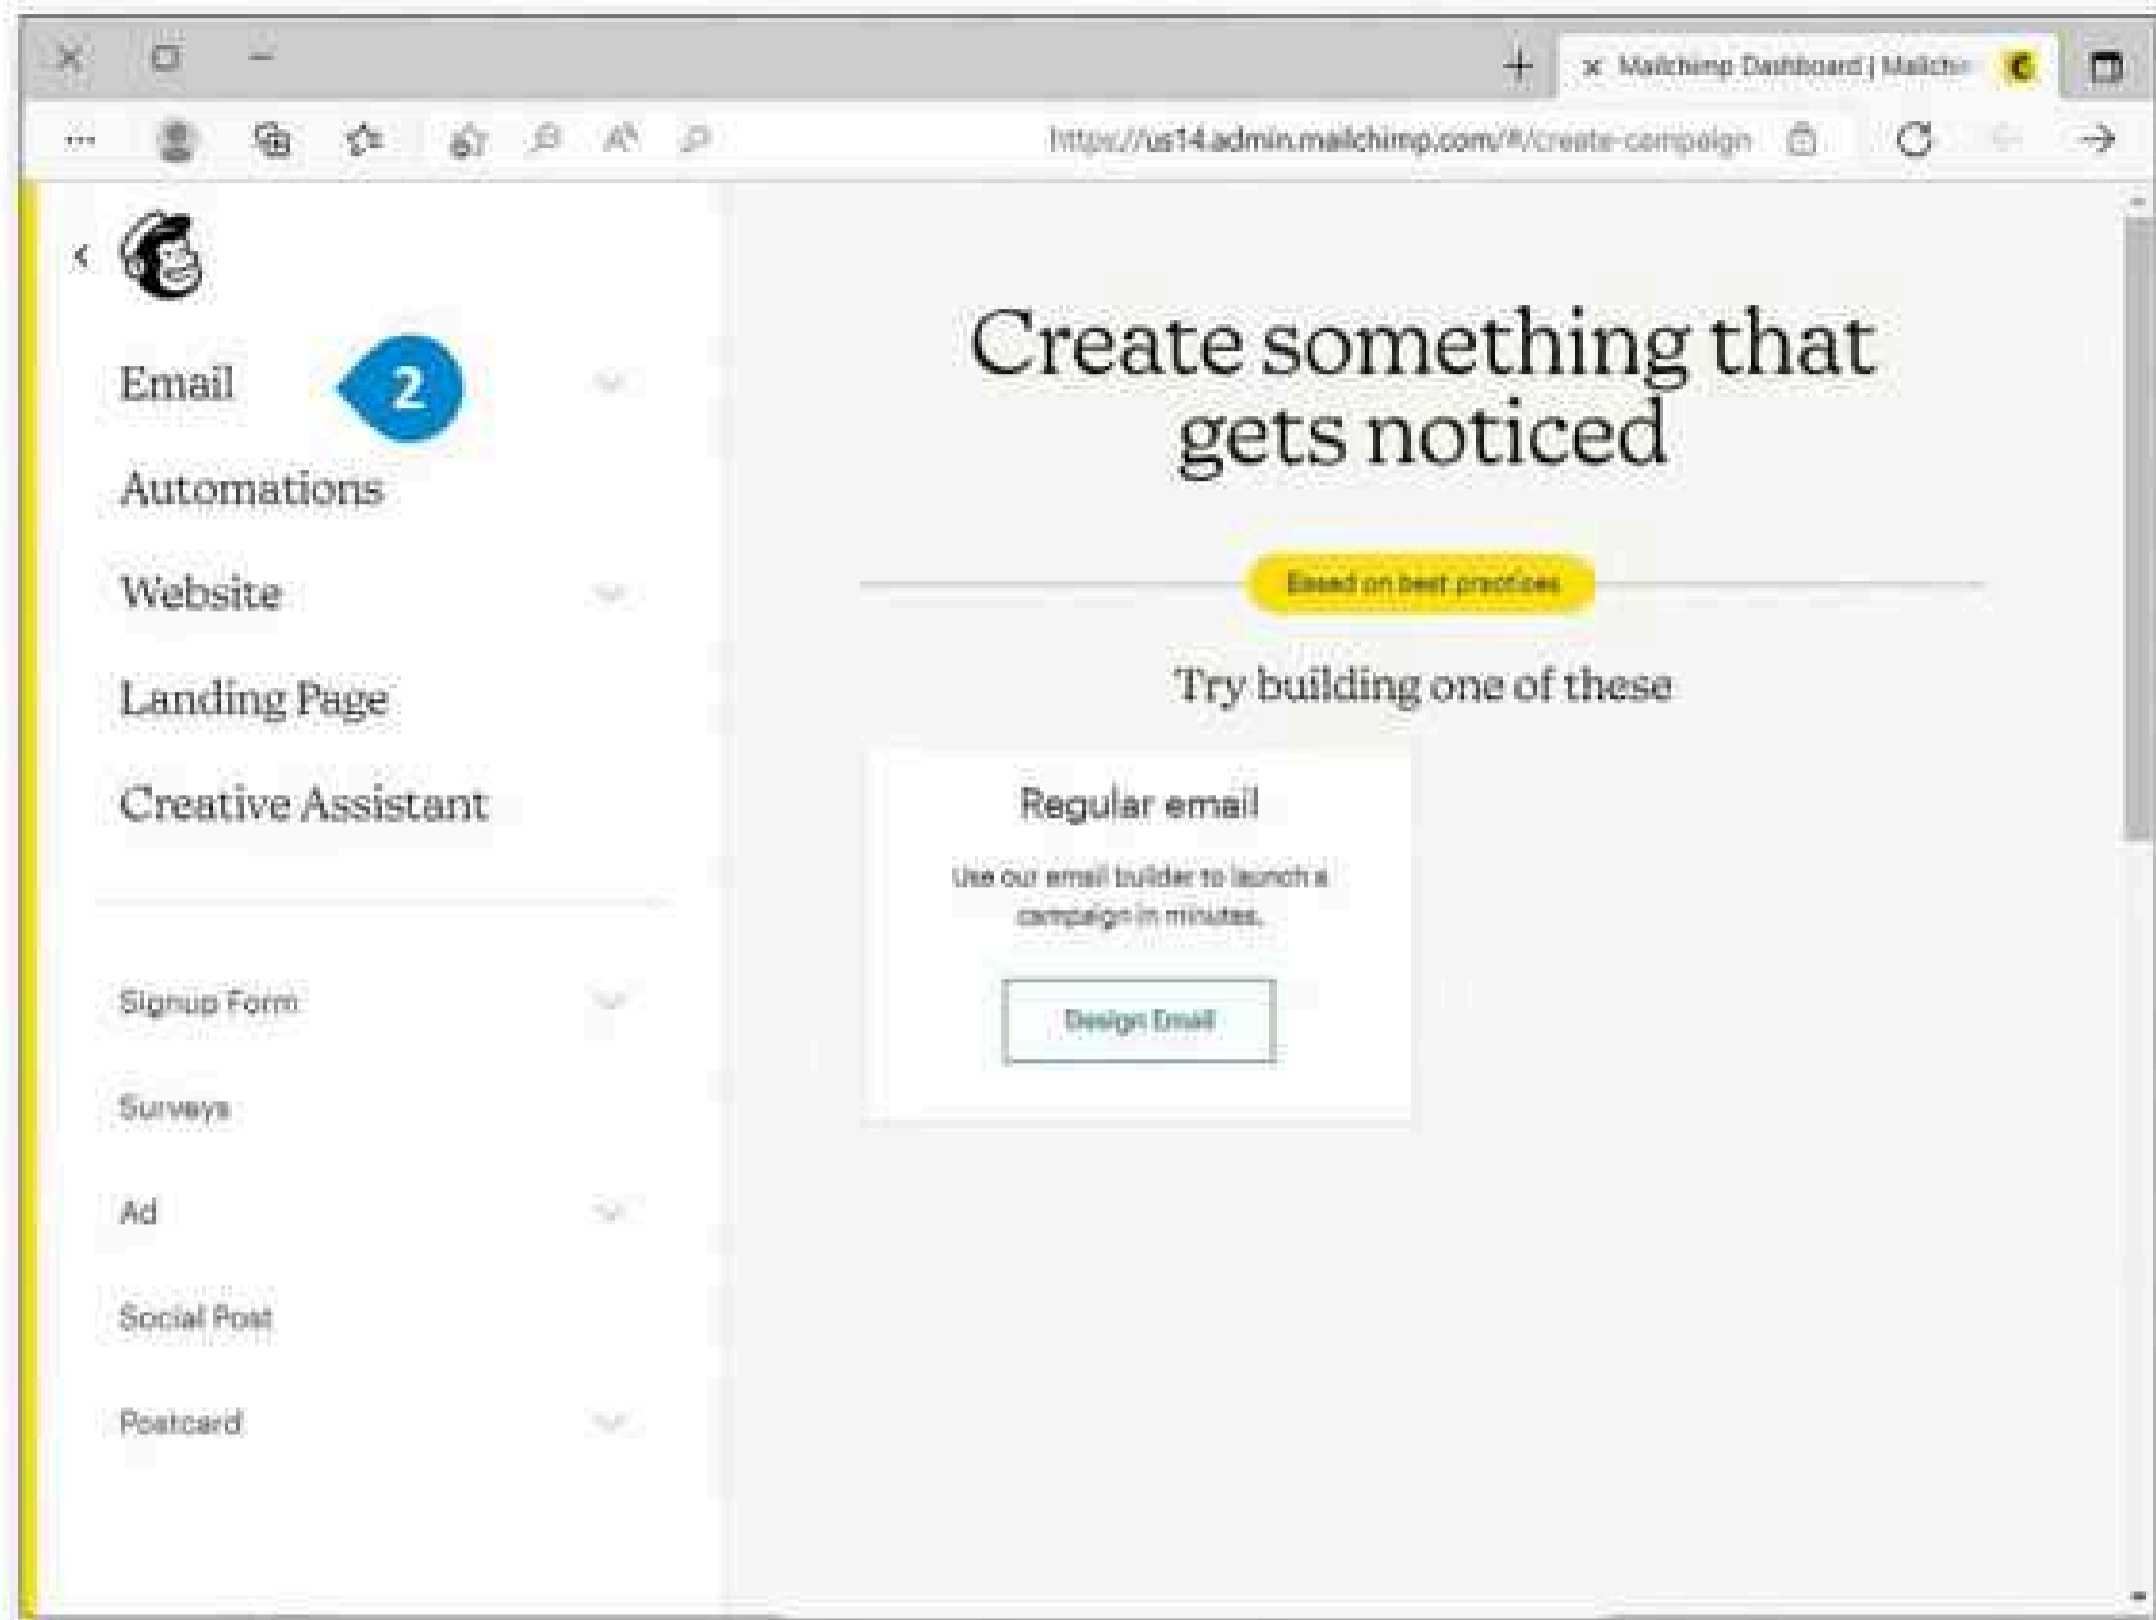 Mailchimp Dashboard | Mailchi
https://us14.admin.mailchimp.com/#/create-campaign
Email
2
Automations
Website
Landing Page
Creative Assistant
Signup Form
Surveys
Ad
Social Post
Postcard
Create something that
gets noticed
Based on best practices
Try building one of these
Regular email
Use our email builder to launch a
campaign in minutes.
Design Email